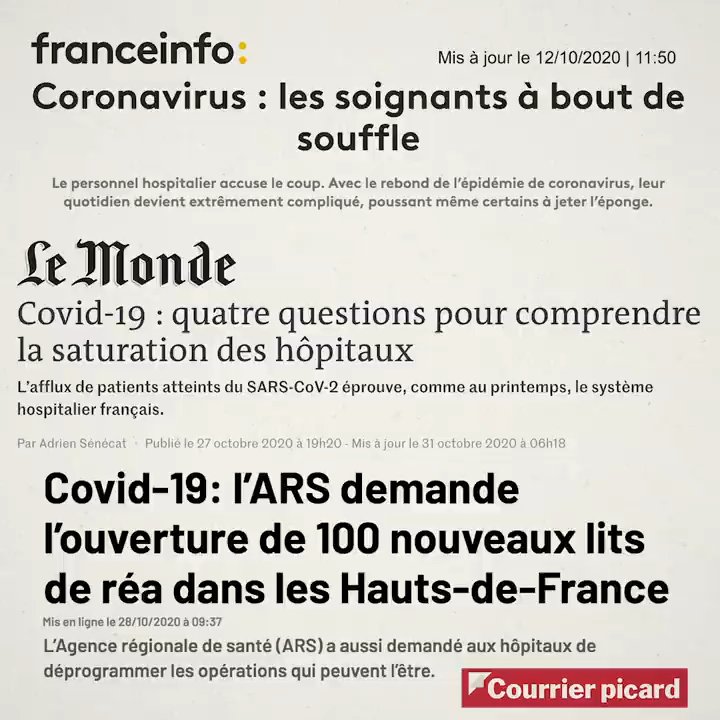 franceinfo:
Mis à jour le 12/10/2020 | 11:50
Coronavirus : les soignants à bout de
souffle
Le personnel hospitalier accuse le coup. Avec le rebond de l'épidémie de coronavirus, leur
quotidien devient extrêmement compliqué, poussant même certains à jeter l'éponge.
Le Monde
Covid-19 : quatre questions pour comprendre
la saturation des hôpitaux
L'afflux de patients atteints du SARS-CoV-2 éprouve, comme au printemps, le système
hospitalier français.
Par Adrien Sénécat · Publié le 27 octobre 2020 à 19h20 - Mis à jour le 31 octobre 2020 à 06h18
Covid-19: l'ARS demande
l'ouverture de 100 nouveaux lits
de réa dans les Hauts-de-France
Mis en ligne le 28/10/2020 à 09:37
L'Agence régionale de santé (ARS) a aussi demandé aux hôpitaux de
déprogrammer les opérations qui peuvent l'être.
Courrier picard